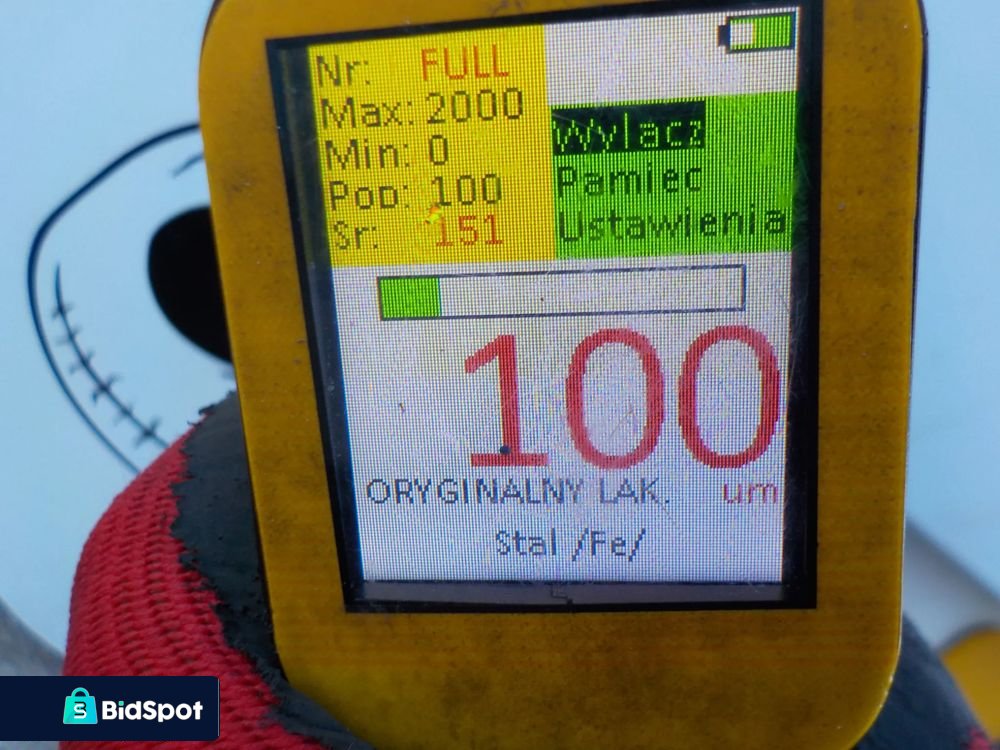 Nr: FULL
Max: 2000
Min: 0
Pop: 100
Sr: 151
Wylacz
Pamiec
Ustawienia
100
ORYGINALNY LAK. um
Stal /Fe/
BidSpot